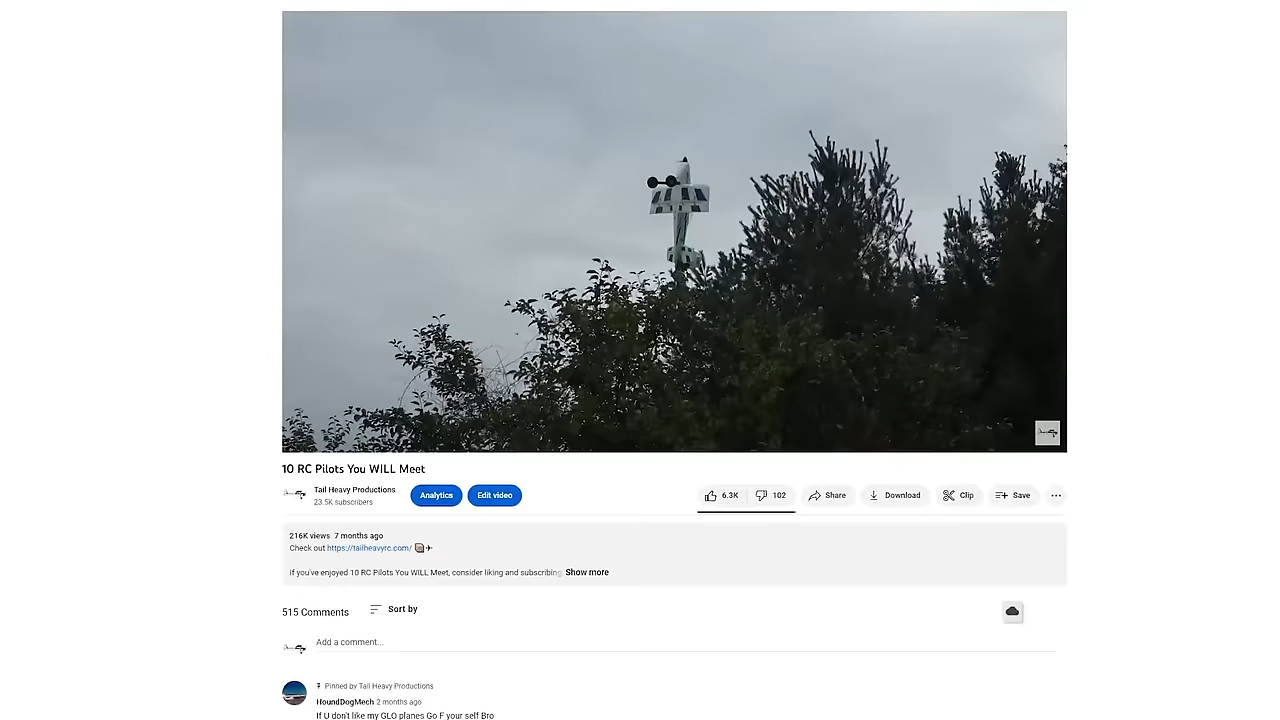 10 RC Pilots You WILL Meet
Tail Heavy Productions
23.5K subscribers
Analytics
Edit video
6.3K
102
Share
Download
Clip
Save
216K views 7 months ago
Check out https://tailheavyrc.com/
If you've enjoyed 10 RC Pilots You WILL Meet, consider liking and subscribing Show more
515 Comments
Sort by
Add a comment...
Pinned by Tail Heavy Productions
HoundDogMech 2 months ago
If U don't like my GLO planes Go F your self Bro